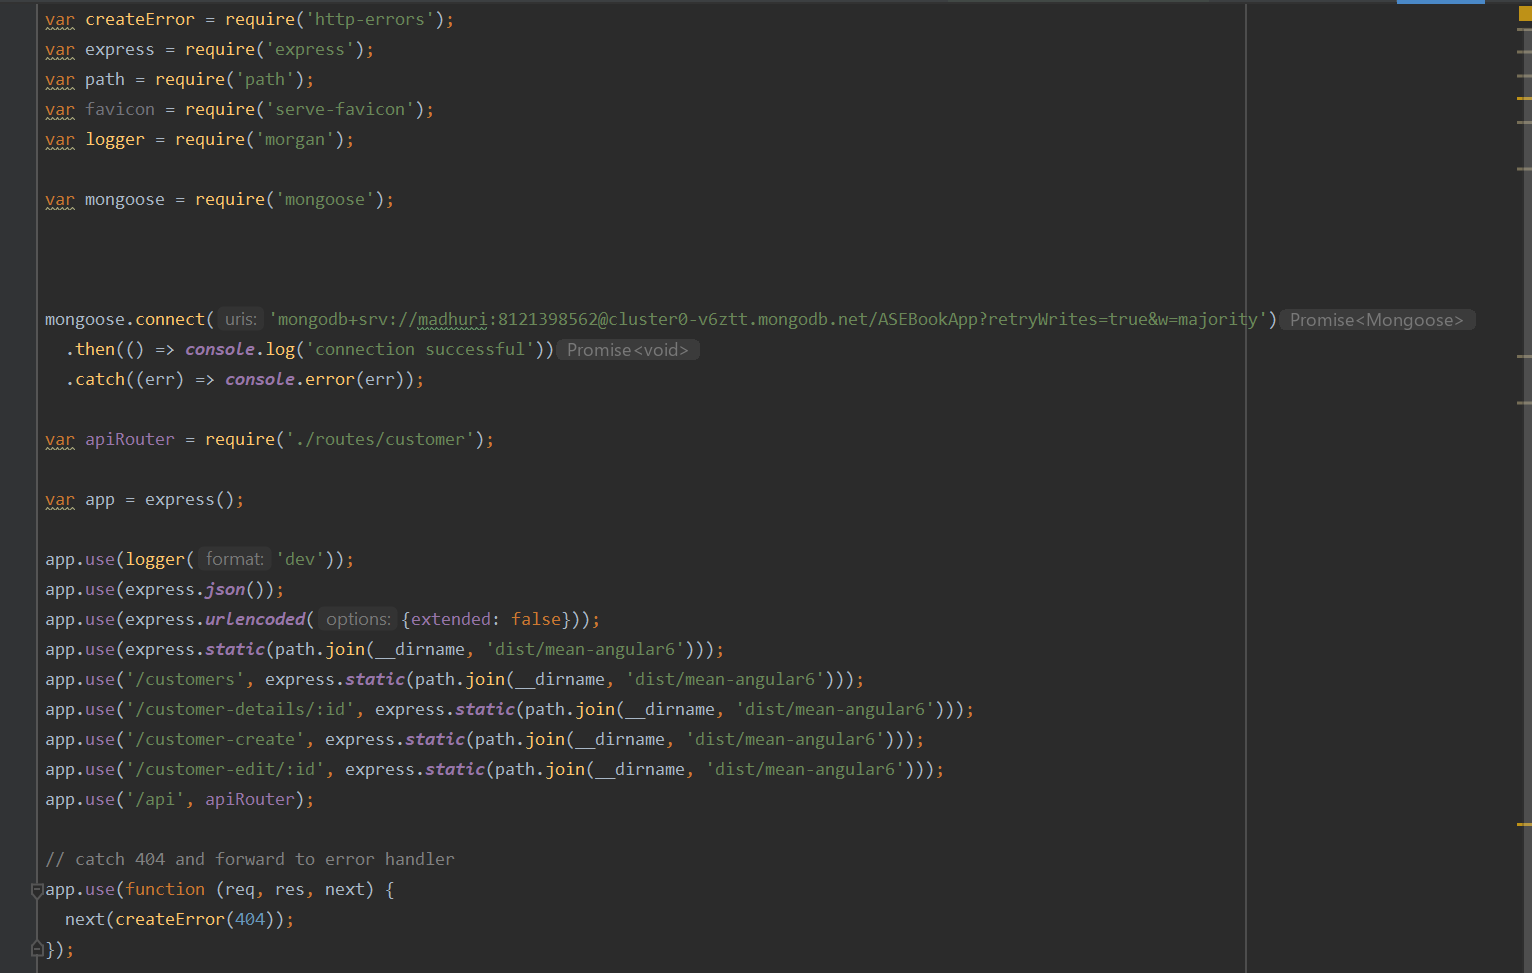 var createError = require('http-errors');
var express = require('express');
var path = require('path');
var favicon = require('serve-favicon');
var logger = require('morgan');
var mongoose = require('mongoose');
mongoose.connect( uris: 'mongodb+srv://madhuri:8121398562@cluster0-v6ztt.mongodb.net/ASEBookApp?retryWrites=true&w=majority') Promise<Mongoose>
  .then(() => console.log('connection successful')) Promise<void>
  .catch((err) => console.error(err));
var apiRouter = require('./routes/customer');
var app = express();
app.use(logger( format: 'dev'));
app.use(express.json());
app.use(express.urlencoded( options: {extended: false}));
app.use(express.static(path.join(__dirname, 'dist/mean-angular6')));
app.use('/customers', express.static(path.join(__dirname, 'dist/mean-angular6')));
app.use('/customer-details/:id', express.static(path.join(__dirname, 'dist/mean-angular6')));
app.use('/customer-create', express.static(path.join(__dirname, 'dist/mean-angular6')));
app.use('/customer-edit/:id', express.static(path.join(__dirname, 'dist/mean-angular6')));
app.use('/api', apiRouter);
// catch 404 and forward to error handler
app.use(function (req, res, next) {
  next(createError(404));
});